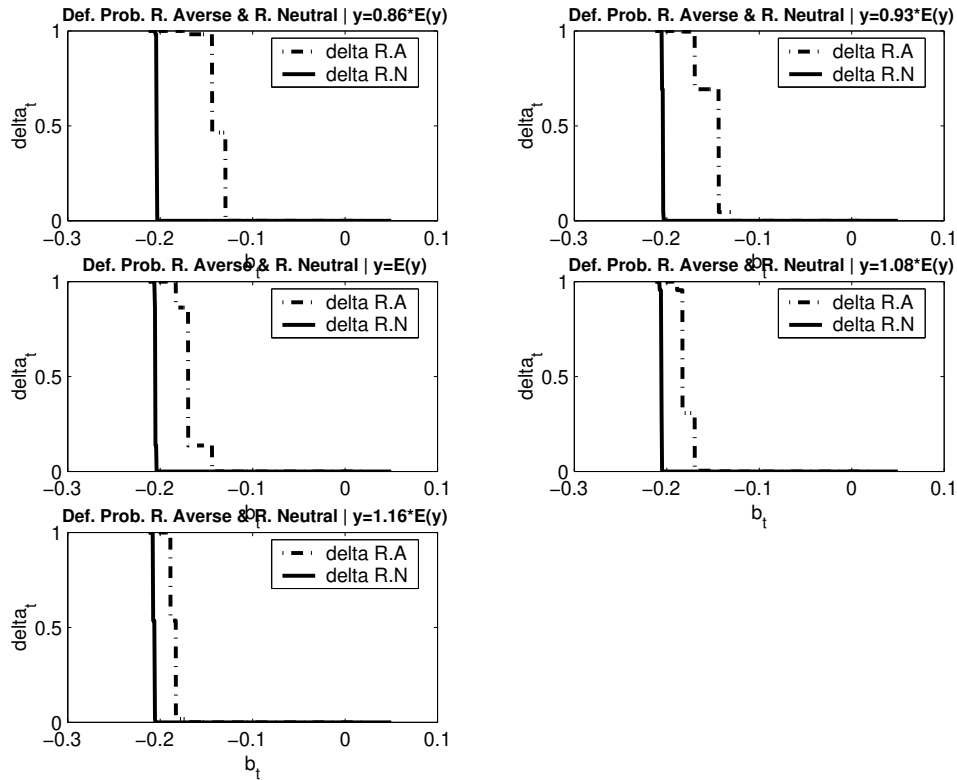 Def. Prob. R. Averse & R. Neutral | y=0.86*E(y)
1
0.5
0
delta_t
delta R.A
delta R.N
−0.3
−0.2
−0.1
0
0.1
b_t
Def. Prob. R. Averse & R. Neutral | y=0.93*E(y)
1
0.5
0
delta_t
delta R.A
delta R.N
−0.3
−0.2
−0.1
0
0.1
b_t
Def. Prob. R. Averse & R. Neutral | y=E(y)
1
0.5
0
delta_t
delta R.A
delta R.N
−0.3
−0.2
−0.1
0
0.1
b_t
Def. Prob. R. Averse & R. Neutral | y=1.08*E(y)
1
0.5
0
delta_t
delta R.A
delta R.N
−0.3
−0.2
−0.1
0
0.1
b_t
Def. Prob. R. Averse & R. Neutral | y=1.16*E(y)
1
0.5
0
delta_t
delta R.A
delta R.N
−0.3
−0.2
−0.1
0
0.1
b_t